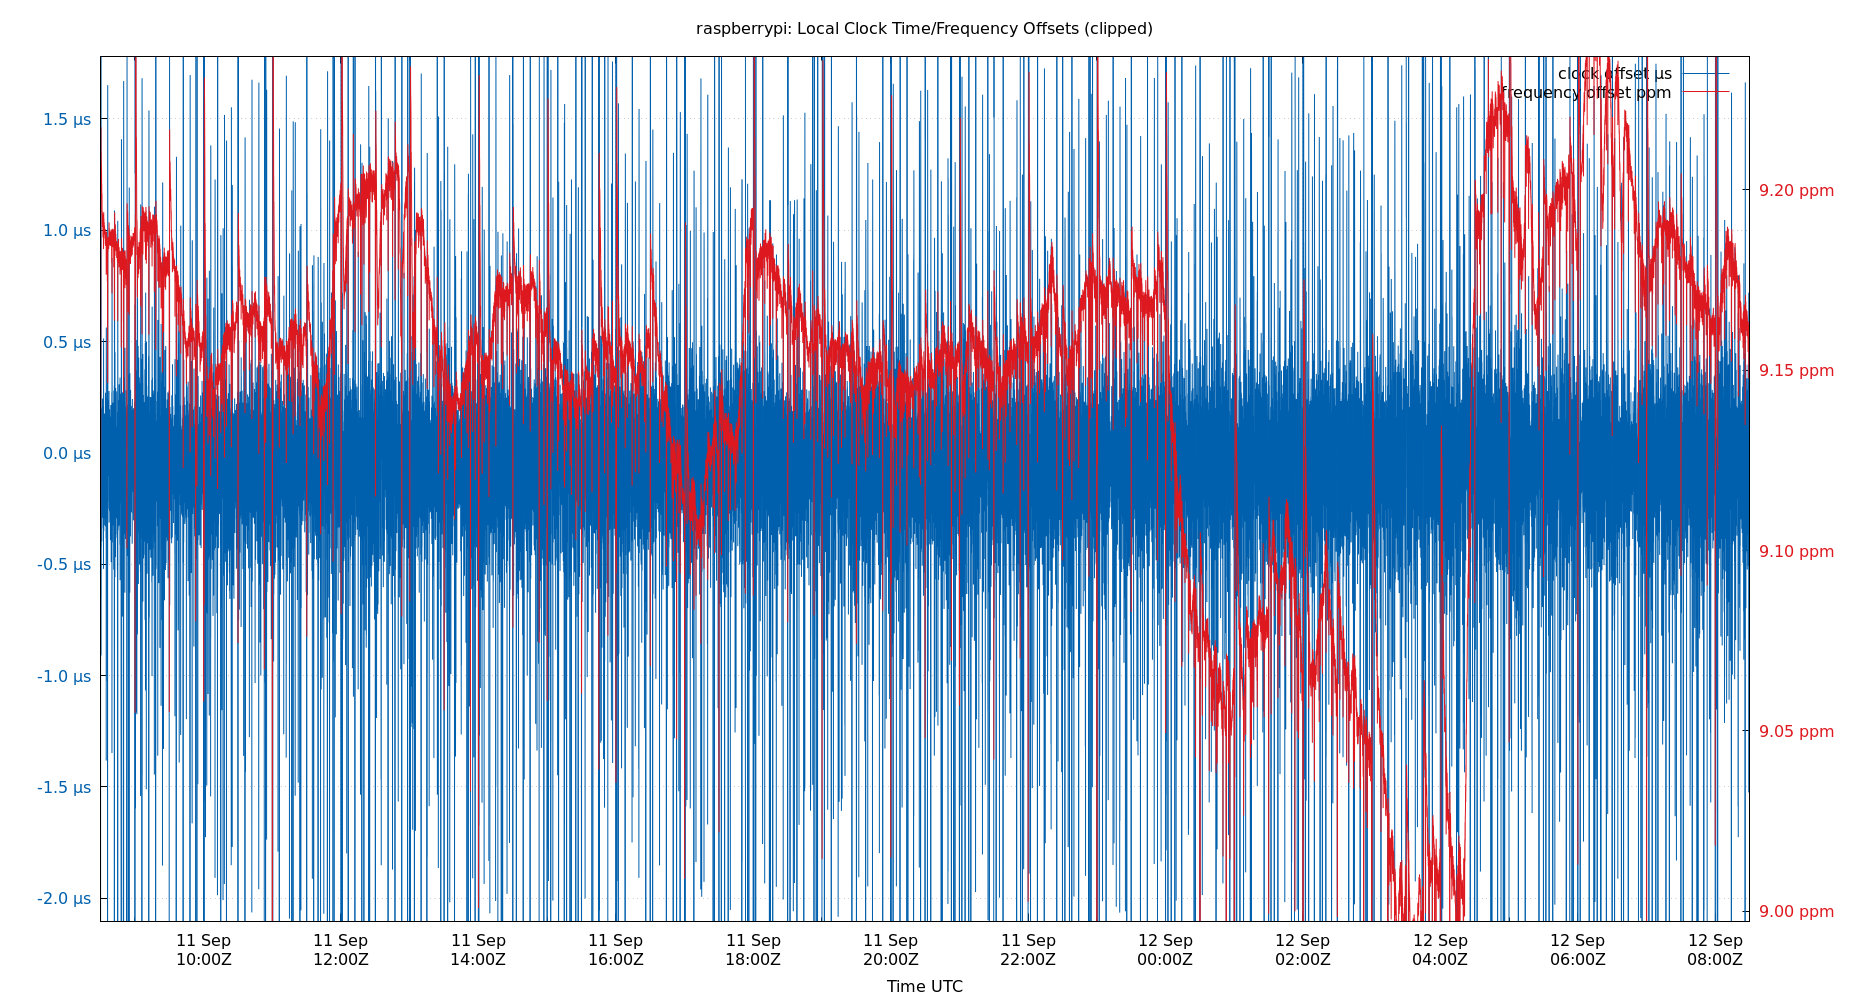 raspberrypi: Local Clock Time/Frequency Offsets (clipped)
clock offset µs
frequency offset ppm
1.5 µs
1.0 µs
0.5 µs
0.0 µs
-0.5 µs
-1.0 µs
-1.5 µs
-2.0 µs
9.20 ppm
9.15 ppm
9.10 ppm
9.05 ppm
9.00 ppm
11 Sep 11 Sep 11 Sep 11 Sep 11 Sep 11 Sep 11 Sep 12 Sep 12 Sep 12 Sep 12 Sep 12 Sep
10:00Z 12:00Z 14:00Z 16:00Z 18:00Z 20:00Z 22:00Z 00:00Z 02:00Z 04:00Z 06:00Z 08:00Z
Time UTC